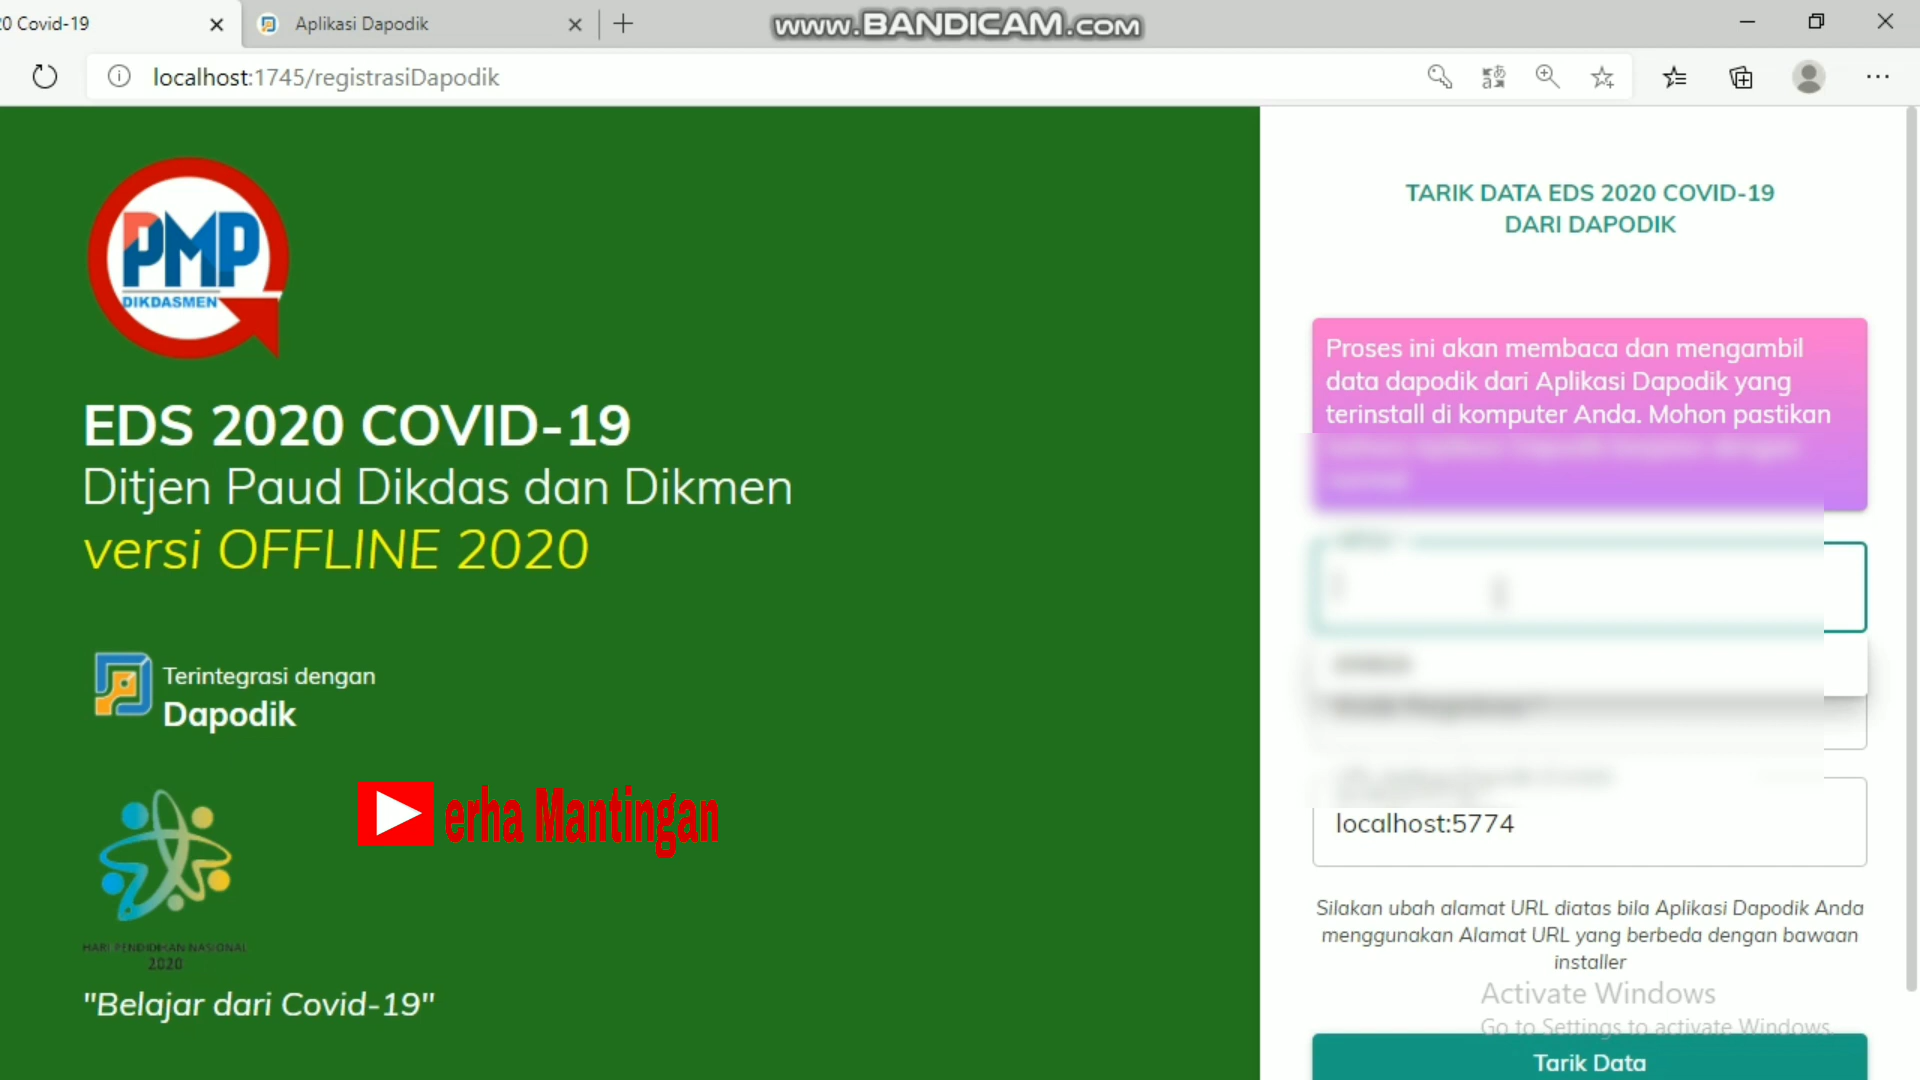 0 Covid-19
Aplikasi Dapodik
www.BANDICAM.com
localhost:1745/registrasiDapodik
PMP
DIKDASMEN
EDS 2020 COVID-19
Ditjen Paud Dikdas dan Dikmen
versi OFFLINE 2020
Terintegrasi dengan
Dapodik
erha Mantingan
HARI PENDIDIKAN NASIONAL
2020
"Belajar dari Covid-19"
TARIK DATA EDS 2020 COVID-19
DARI DAPODIK
Proses ini akan membaca dan mengambil
data dapodik dari Aplikasi Dapodik yang
terinstall di komputer Anda. Mohon pastikan
localhost:5774
Silakan ubah alamat URL diatas bila Aplikasi Dapodik Anda
menggunakan Alamat URL yang berbeda dengan bawaan
installer
Activate Windows
Go to Settings to activate Windows.
Tarik Data